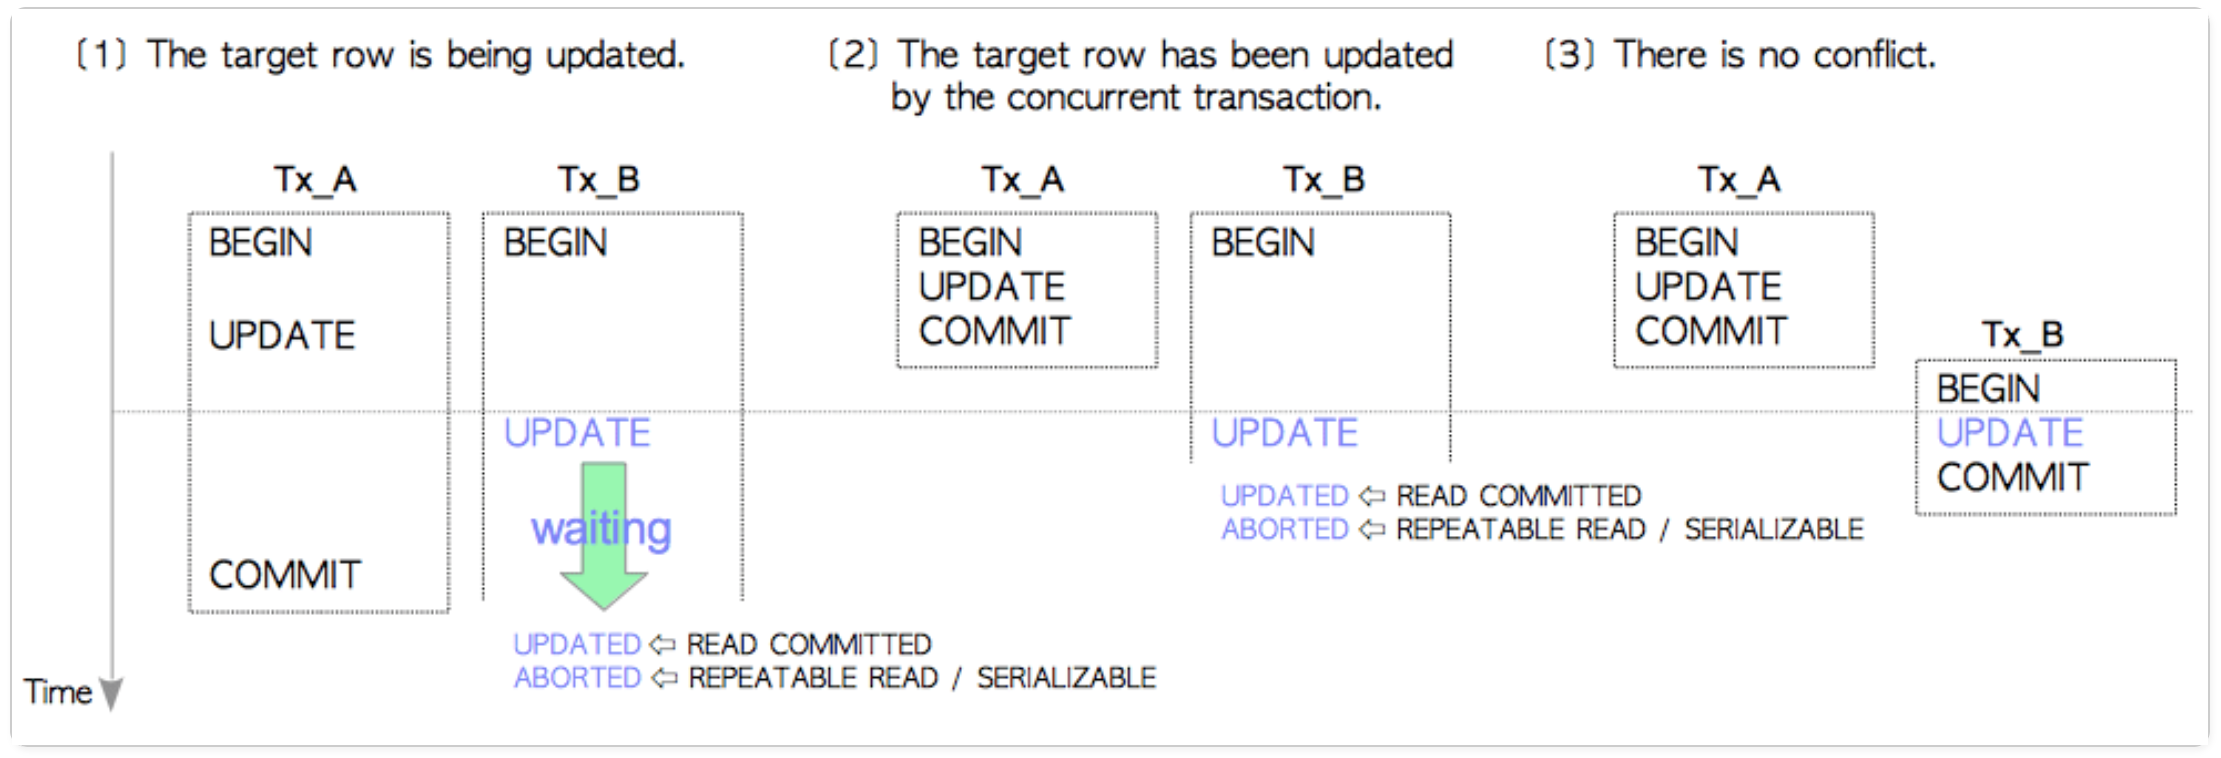 [1] The target row is being updated.
[2] The target row has been updated
by the concurrent transaction.
[3] There is no conflict.
Tx_A
BEGIN
UPDATE
COMMIT
Tx_B
BEGIN
UPDATE
waiting
UPDATED ⇦ READ COMMITTED
ABORTED ⇦ REPEATABLE READ / SERIALIZABLE
Tx_A
BEGIN
UPDATE
COMMIT
Tx_B
BEGIN
UPDATE
UPDATED ⇦ READ COMMITTED
ABORTED ⇦ REPEATABLE READ / SERIALIZABLE
Tx_A
BEGIN
UPDATE
COMMIT
Tx_B
BEGIN
UPDATE
COMMIT
Time